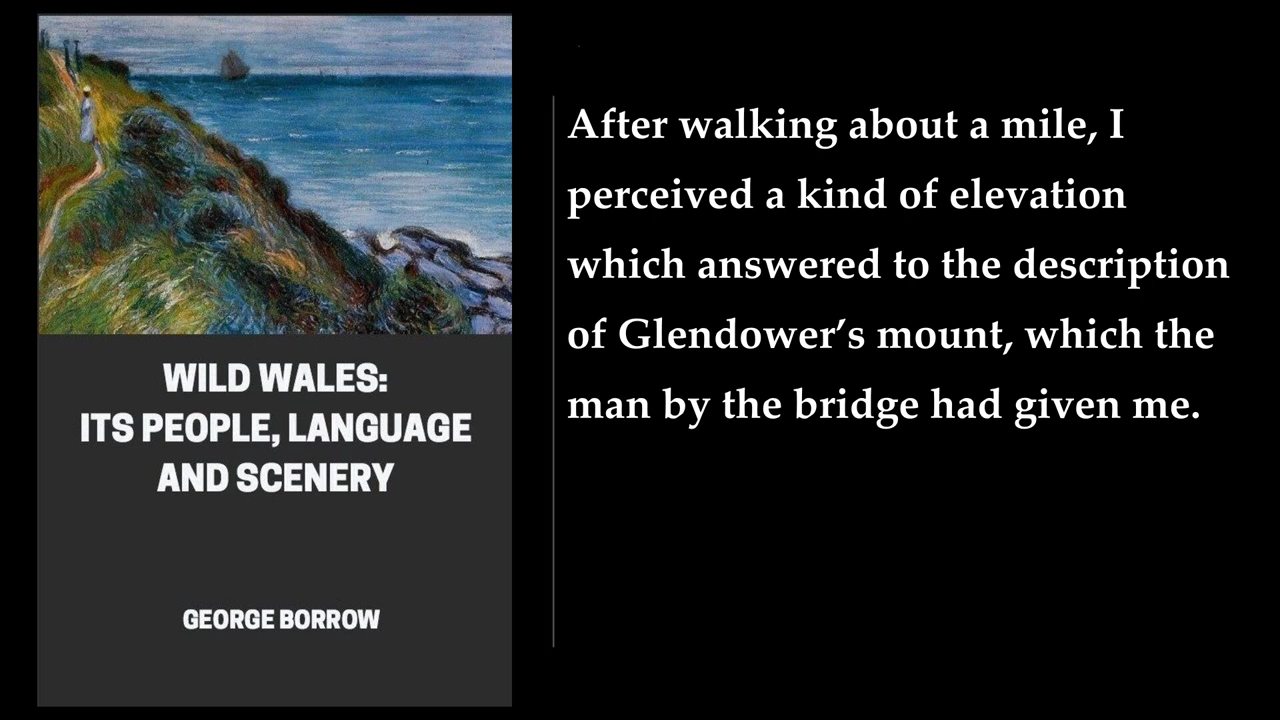 WILD WALES:
ITS PEOPLE, LANGUAGE
AND SCENERY
GEORGE BORROW
After walking about a mile, I
perceived a kind of elevation
which answered to the description
of Glendower’s mount, which the
man by the bridge had given me.